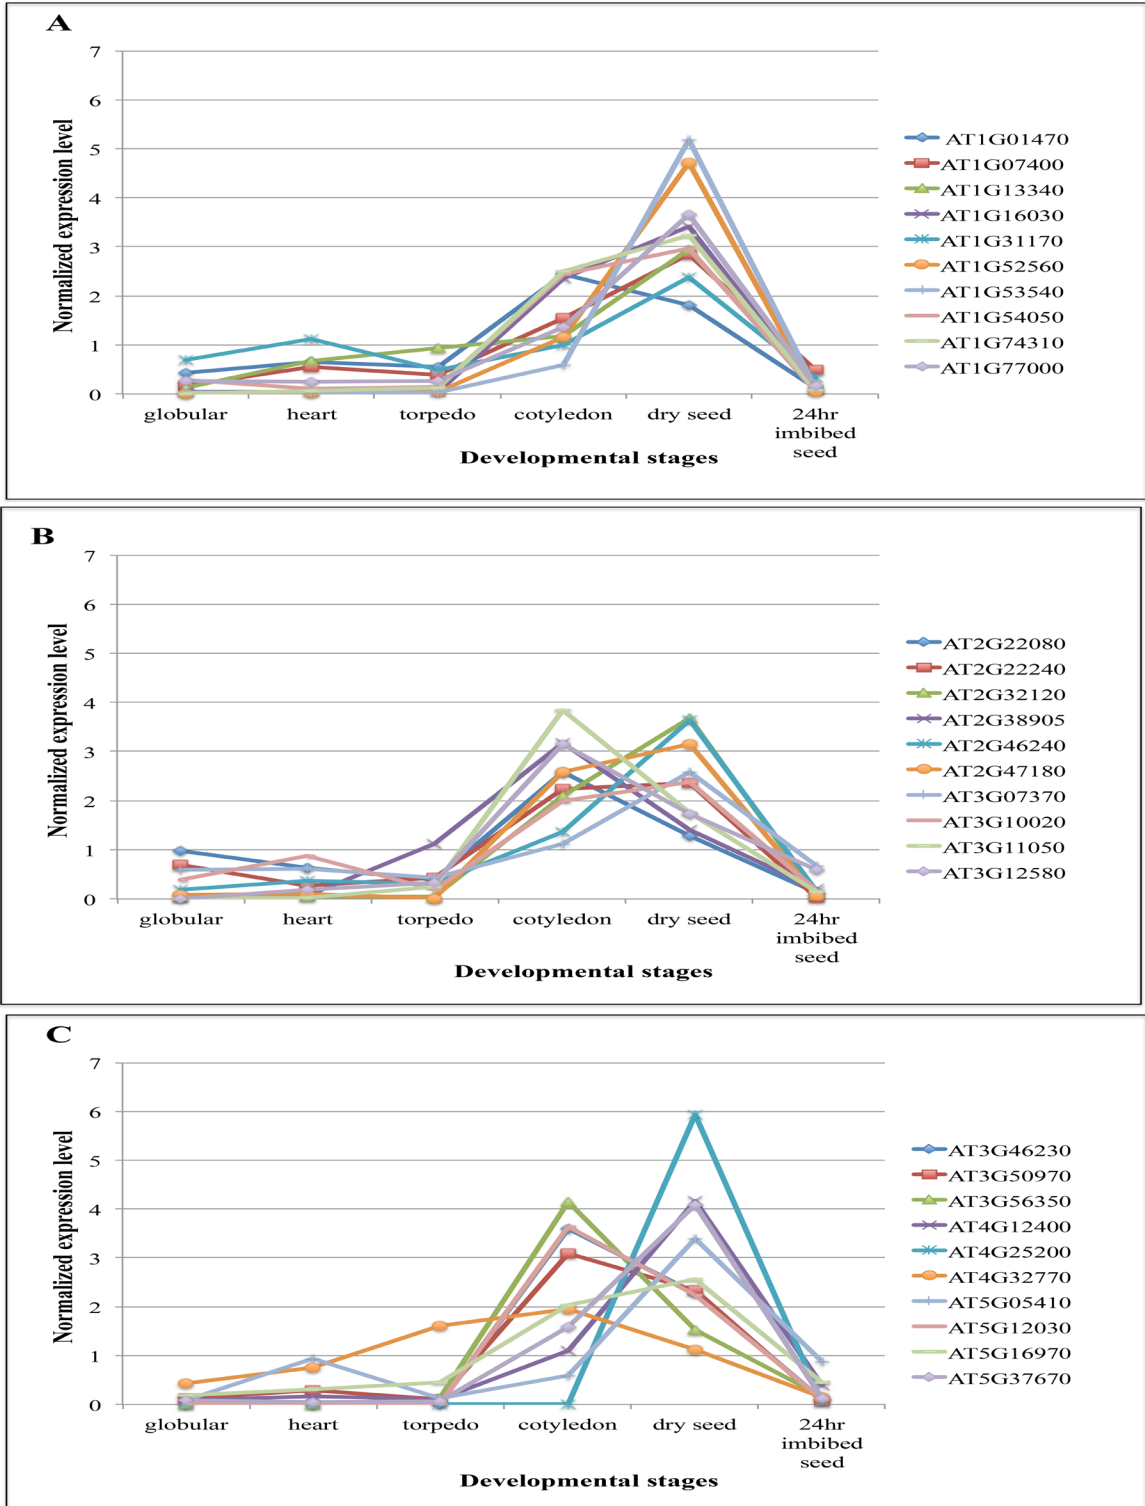 A
7
6
5
4
3
2
1
0
Normalized expression level
globular heart torpedo cotyledon dry seed 24hr
imbibed
seed
Developmental stages
AT1G01470
AT1G07400
AT1G13340
AT1G16030
AT1G31170
AT1G52560
AT1G53540
AT1G54050
AT1G74310
AT1G77000
B
7
6
5
4
3
2
1
0
Normalized expression level
globular heart torpedo cotyledon dry seed 24hr
imbibed
seed
Developmental stages
AT2G22080
AT2G22240
AT2G32120
AT2G38905
AT2G46240
AT2G47180
AT3G07370
AT3G10020
AT3G11050
AT3G12580
C
7
6
5
4
3
2
1
0
Normalized expression level
globular heart torpedo cotyledon dry seed 24hr
imbibed
seed
Developmental stages
AT3G46230
AT3G50970
AT3G56350
AT4G12400
AT4G25200
AT4G32770
AT5G05410
AT5G12030
AT5G16970
AT5G37670